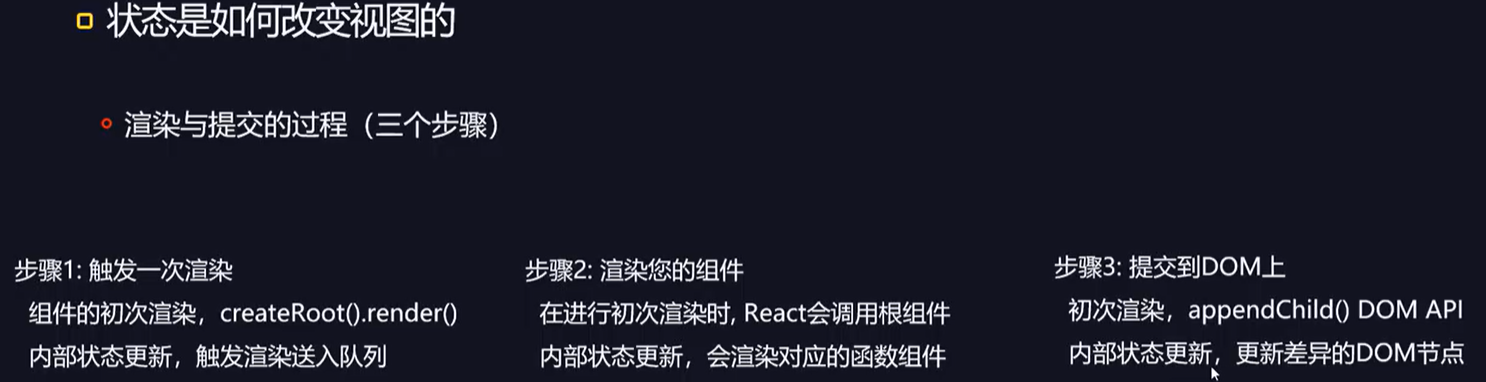 状态是如何改变视图的
渲染与提交的过程（三个步骤）
步骤1: 触发一次渲染
组件的初次渲染，createRoot().render()
内部状态更新，触发渲染送入队列
步骤2: 渲染您的组件
在进行初次渲染时, React会调用根组件
内部状态更新，会渲染对应的函数组件
步骤3: 提交到DOM上
初次渲染，appendChild() DOM API
内部状态更新，更新差异的DOM节点